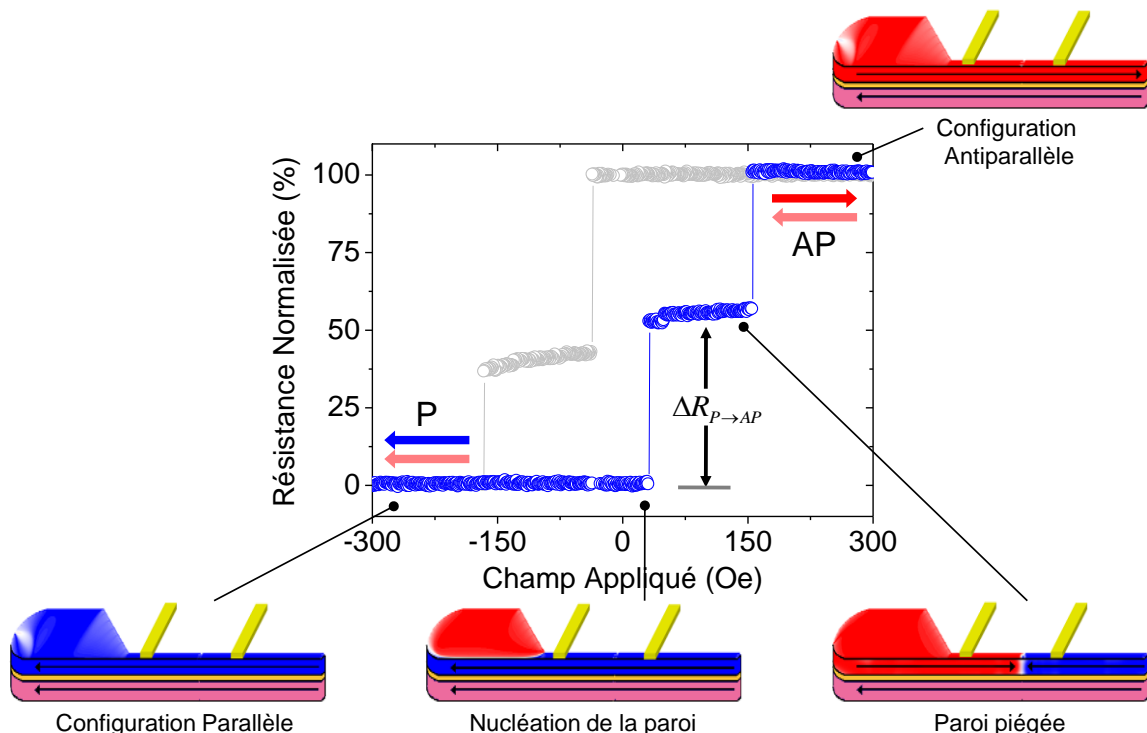 Configuration
Antiparallèle
Résistance Normalisée (%)
100
75
50
25
0
AP
P
ΔR P→AP
-300
-150
0
150
300
Champ Appliqué (Oe)
Configuration Parallèle
Nucléation de la paroi
Paroi piégée